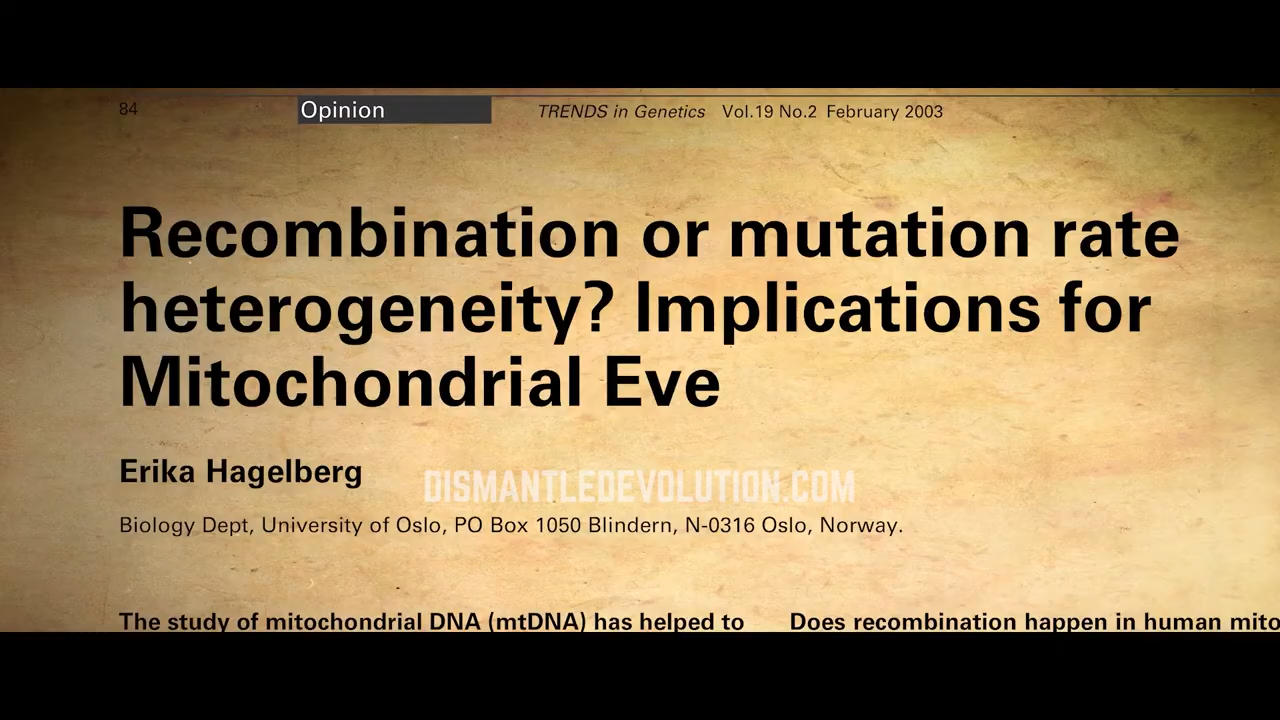 84 Opinion TRENDS in Genetics Vol.19 No.2 February 2003
Recombination or mutation rate
heterogeneity? Implications for
Mitochondrial Eve
Erika Hagelberg
DISMANTLEDEVOLUTION.COM
Biology Dept, University of Oslo, PO Box 1050 Blindern, N-0316 Oslo, Norway.
The study of mitochondrial DNA (mtDNA) has helped to
Does recombination happen in human mito